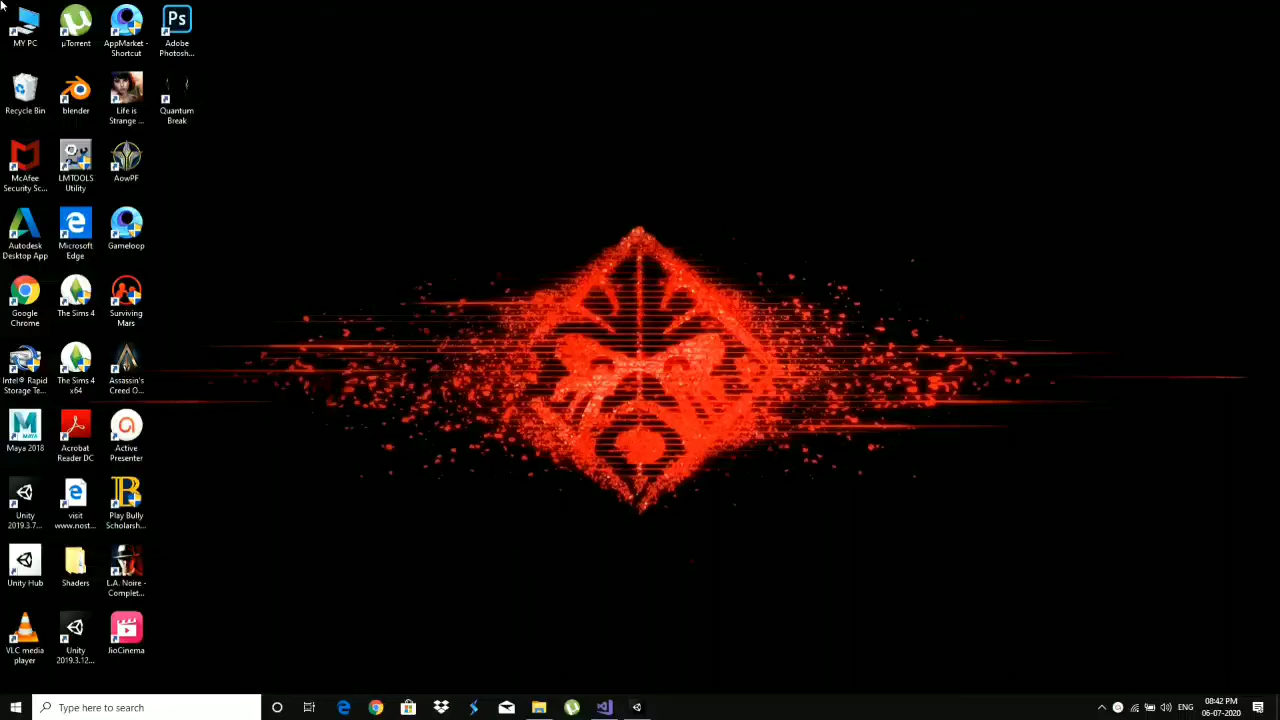 MY PC
µTorrent
AppMarket -
Shortcut
Ps
Adobe
Photosh...
Recycle Bin
blender
Life is
Strange ...
Quantum
Break
McAfee
Security Sc...
LMTOOLS
Utility
AowPF
Autodesk
Desktop App
Microsoft
Edge
Gameloop
Google
Chrome
The Sims 4
Surviving
Mars
Intel® Rapid
Storage Te...
The Sims 4
x64
Assassin's
Creed O...
MAYA
Maya 2018
Acrobat
Reader DC
Active
Presenter
Unity
2019.3.7...
visit
www.nost...
B
Play Bully
Scholarsh...
Unity Hub
Shaders
L.A. Noire -
Complet...
VLC media
player
Unity
2019.3.12...
JioCinema
Type here to search
ENG
08:42 PM
06-07-2020